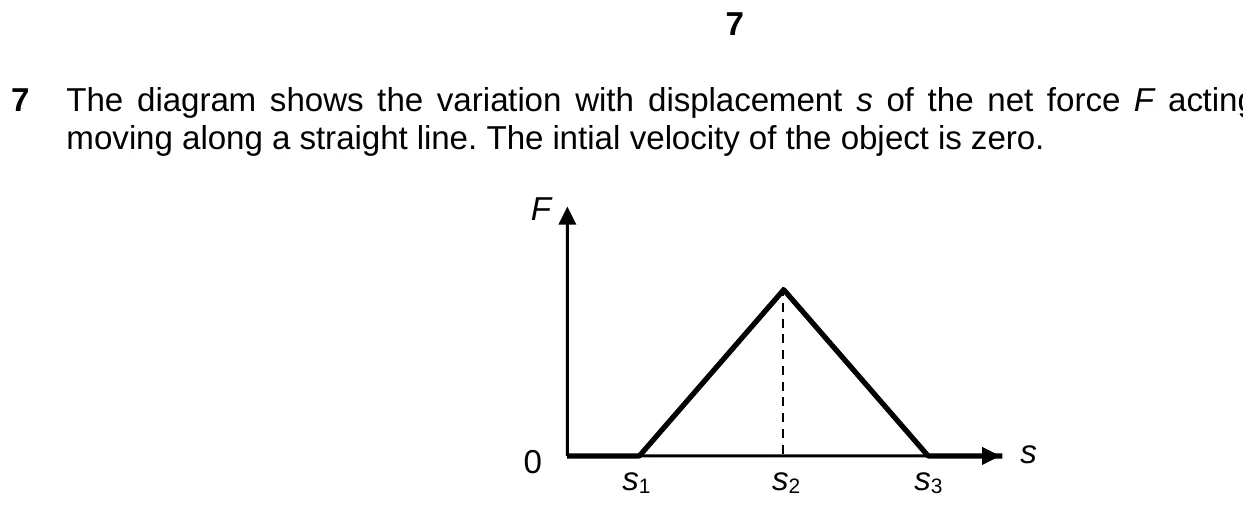 7
7 The diagram shows the variation with displacement s of the net force F acting
moving along a straight line. The intial velocity of the object is zero.
F
0
s
s1
s2
s3